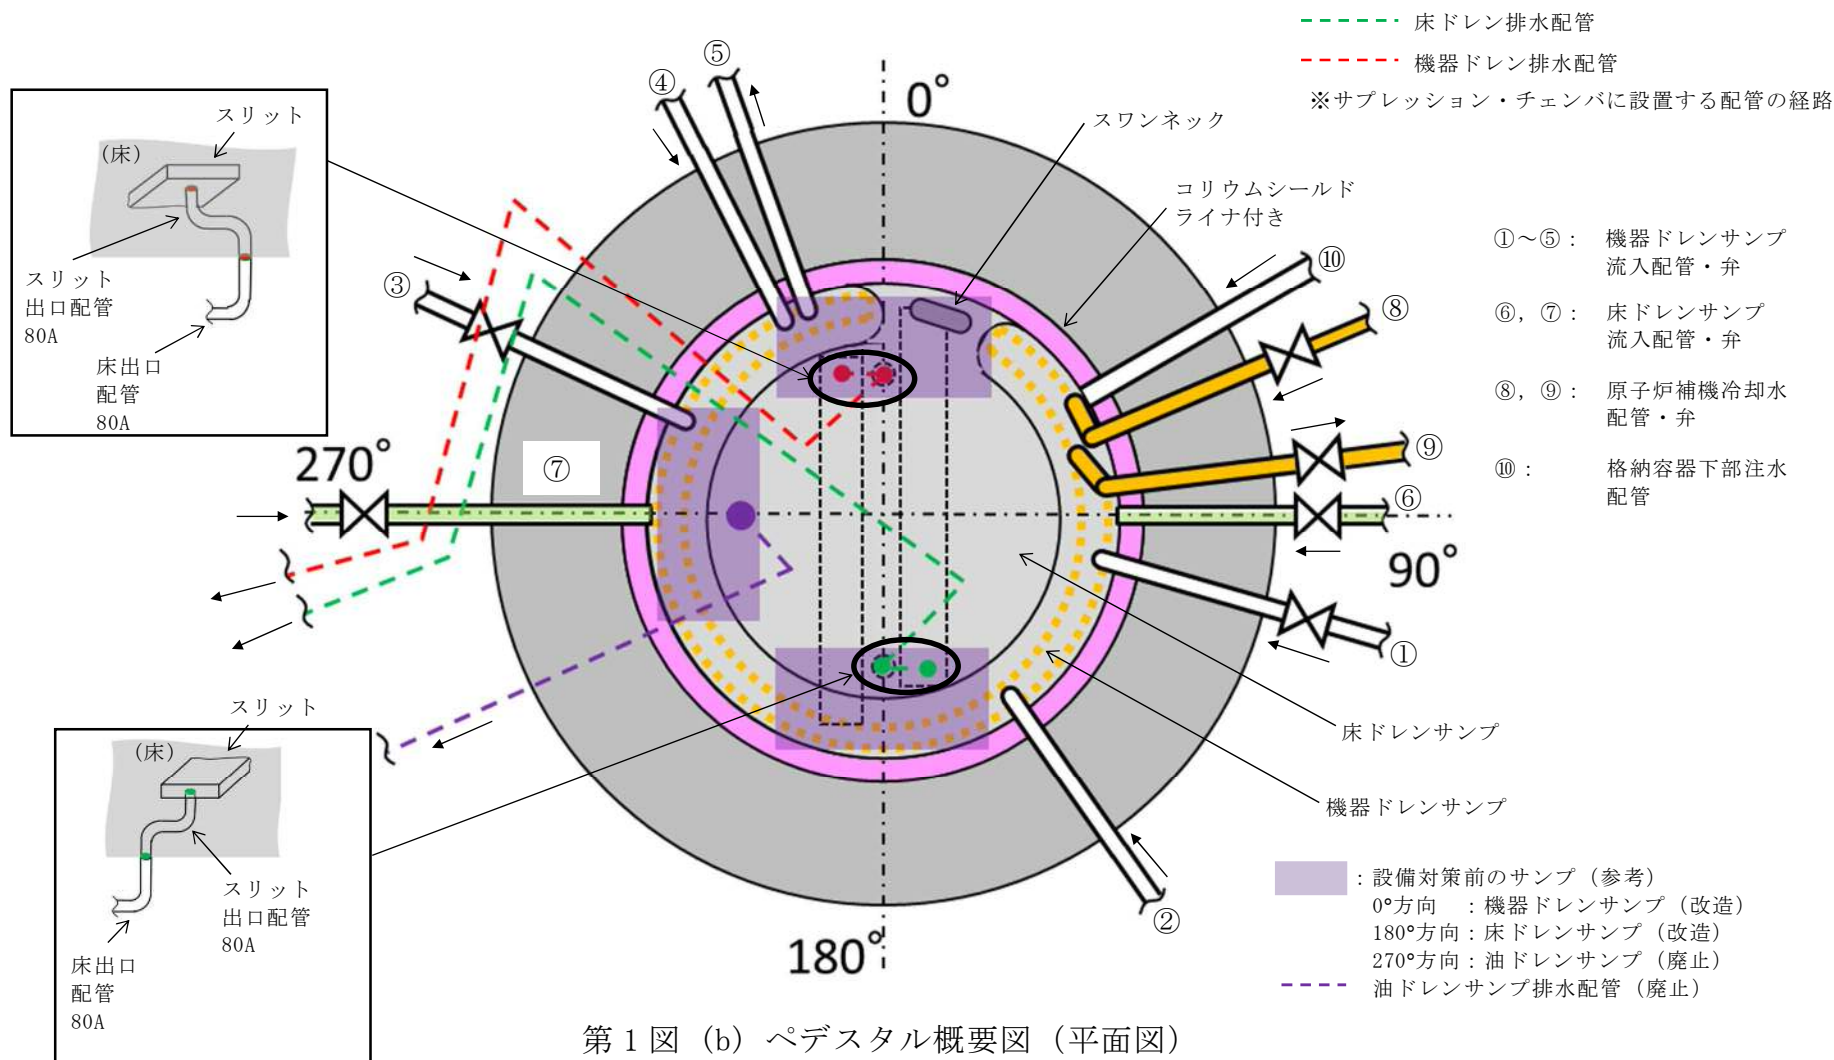 床ドレン排水配管
機器ドレン排水配管
※サプレッション・チェンバに設置する配管の経路
⑤
④
0°
スワンネック
コリウムシールド
ライナ付き
スリット
(床)
スリット
出口配管
80A
床出口
配管
80A
③
⑩
⑧
⑨
⑥
90°
①
270°
⑦
①～⑤： 機器ドレンサンプ
流入配管・弁
⑥，⑦： 床ドレンサンプ
流入配管・弁
⑧，⑨： 原子炉補機冷却水
配管・弁
⑩： 格納容器下部注水
配管
床ドレンサンプ
機器ドレンサンプ
②
180°
スリット
(床)
スリット
出口配管
80A
床出口
配管
80A
：設備対策前のサンプ（参考）
0°方向 ：機器ドレンサンプ（改造）
180°方向：床ドレンサンプ（改造）
270°方向：油ドレンサンプ（廃止）
油ドレンサンプ排水配管（廃止）
第1図（b）ペデスタル概要図（平面図）